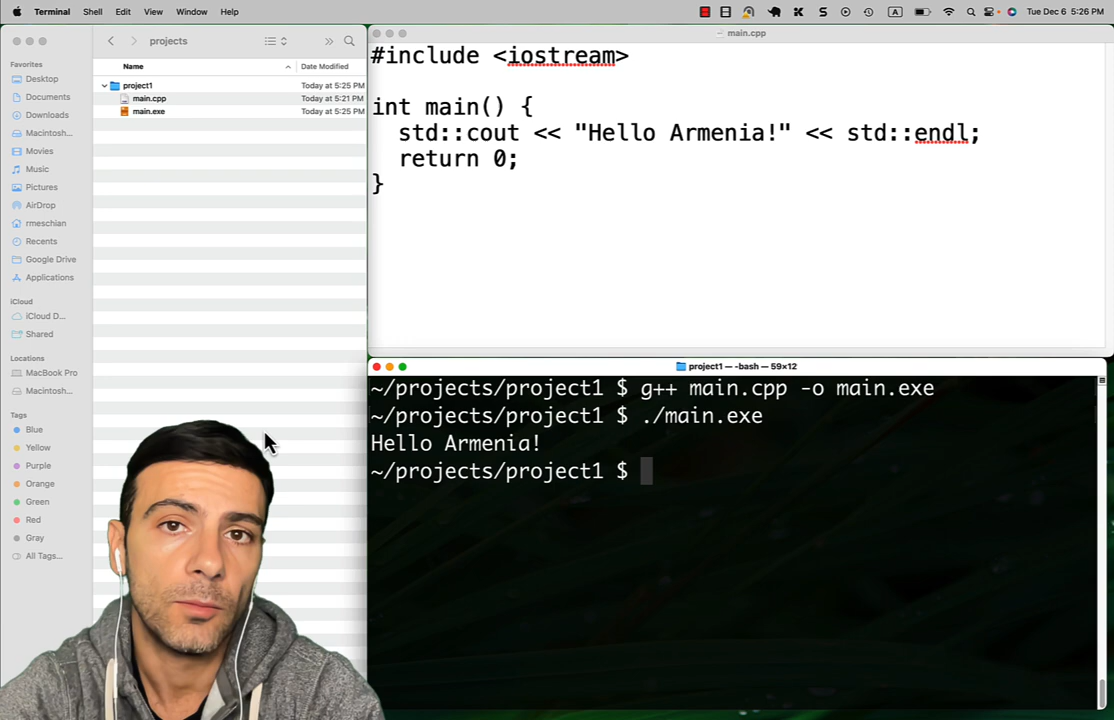 Terminal Shell Edit View Window Help
A Tue Dec 6 5:26 PM
projects
Favorites
Desktop
Documents
Downloads
Macintosh...
Movies
Music
Pictures
AirDrop
rmeschian
Recents
Google Drive
Applications
iCloud
iCloud D...
Shared
Locations
MacBook Pro
Macintosh...
Tags
Blue
Yellow
Purple
Orange
Green
Red
Gray
All Tags...
Name Date Modified
project1 Today at 5:25 PM
main.cpp Today at 5:21 PM
main.exe Today at 5:25 PM
main.cpp
#include <iostream>
int main() {
std::cout << "Hello Armenia!" << std::endl;
return 0;
}
project1 — -bash — 59×12
~/projects/project1 $ g++ main.cpp -o main.exe
~/projects/project1 $ ./main.exe
Hello Armenia!
~/projects/project1 $